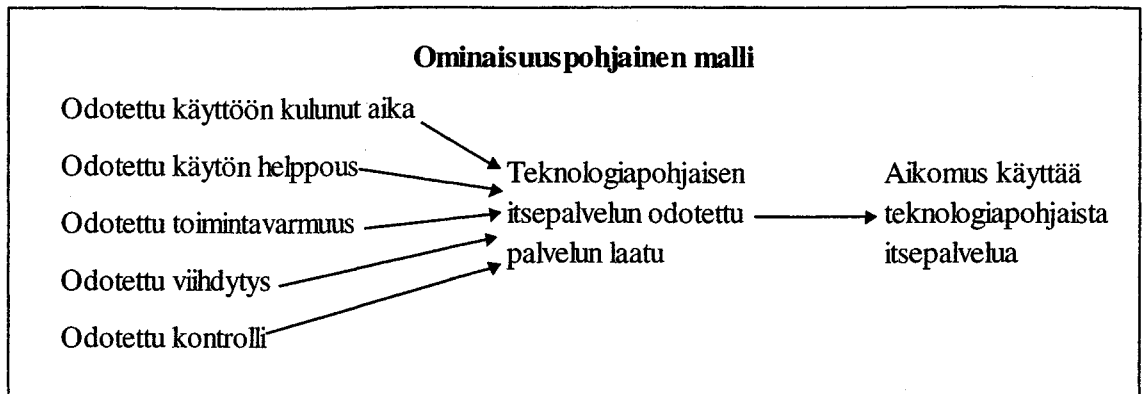 Ominaisuuspohjainen malli
Odotettu käyttöön kulunut aika
Odotettu käytön helppous
Odotettu toimintavarmuus
Odotettu viihdytys
Odotettu kontrolli
Teknologiapohjaisen
itsepalvelun odotettu
palvelun laatu
Aikomus käyttää
teknologiapohjaista
itsepalvelua